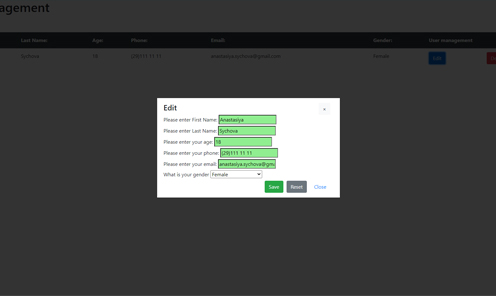 agement
Last Name: Age: Phone: Email: Gender: User management
Sychova 18 (29)111 11 11 anastasiya.sychova@gmail.com Female Edit
Edit ×
Please enter First Name: Anastasiya
Please enter Last Name: Sychova
Please enter your age: 18
Please enter your phone: (29)111 11 11
Please enter your email: anastasiya.sychova@gm
What is your gender Female
Save Reset Close